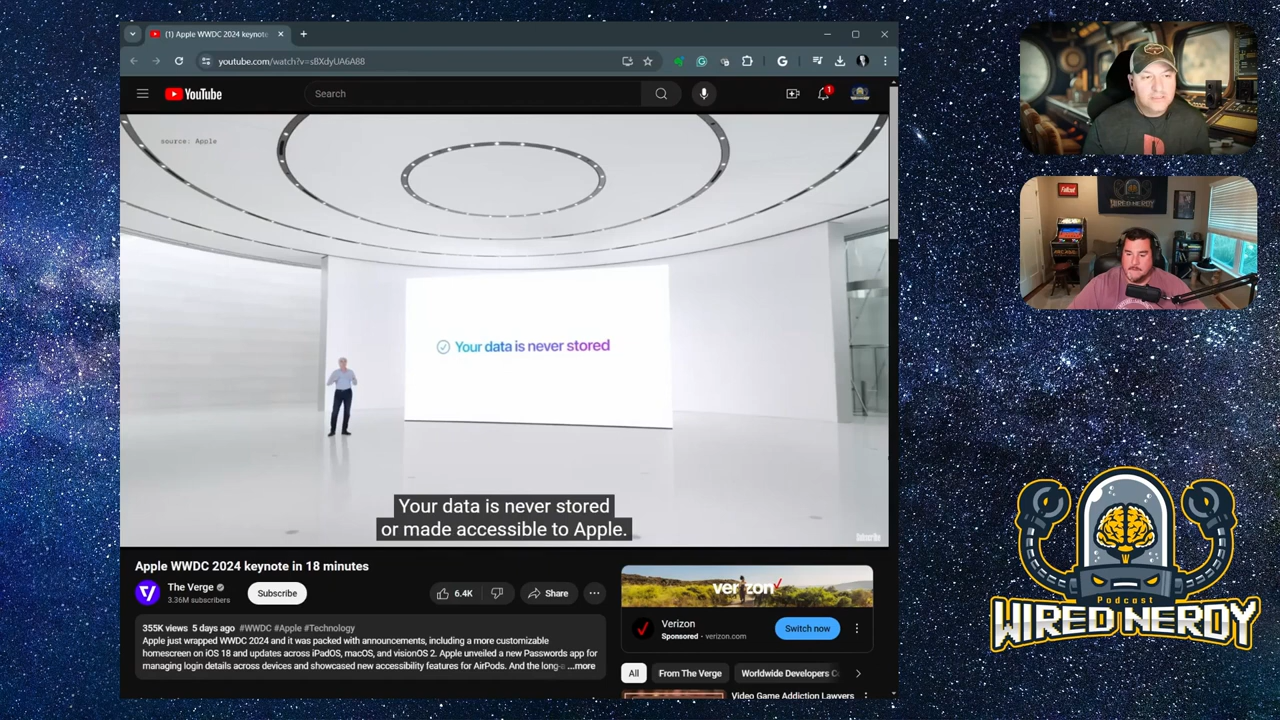 (1) Apple WWDC 2024 keynote
youtube.com/watch?v=sBXdyUA6A88
YouTube
Search
1
source: Apple
Your data is never stored
Your data is never stored
or made accessible to Apple.
Subscribe
Apple WWDC 2024 keynote in 18 minutes
The Verge
3.36M subscribers
Subscribe
6.4K
Share
355K views 5 days ago #WWDC #Apple #Technology
Apple just wrapped WWDC 2024 and it was packed with announcements, including a more customizable
homescreen on iOS 18 and updates across iPadOS, macOS, and visionOS 2. Apple unveiled a new Passwords app for
managing login details across devices and showcased new accessibility features for AirPods. And the long-a ...more
verizon
Verizon
Sponsored · verizon.com
Switch now
All
From The Verge
Worldwide Developers C
Video Game Addiction Lawyers
Fallout
WIRED NERDY
Podcast
WIRED NERDY